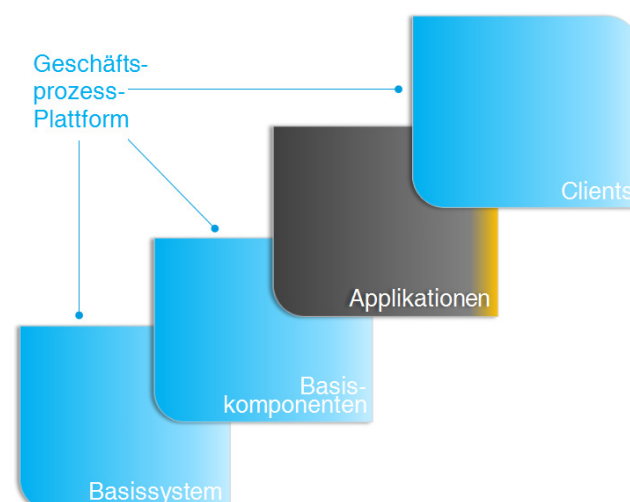 Geschäfts-
prozess-
Plattform
Clients
Applikationen
Basis-
komponenten
Basissystem